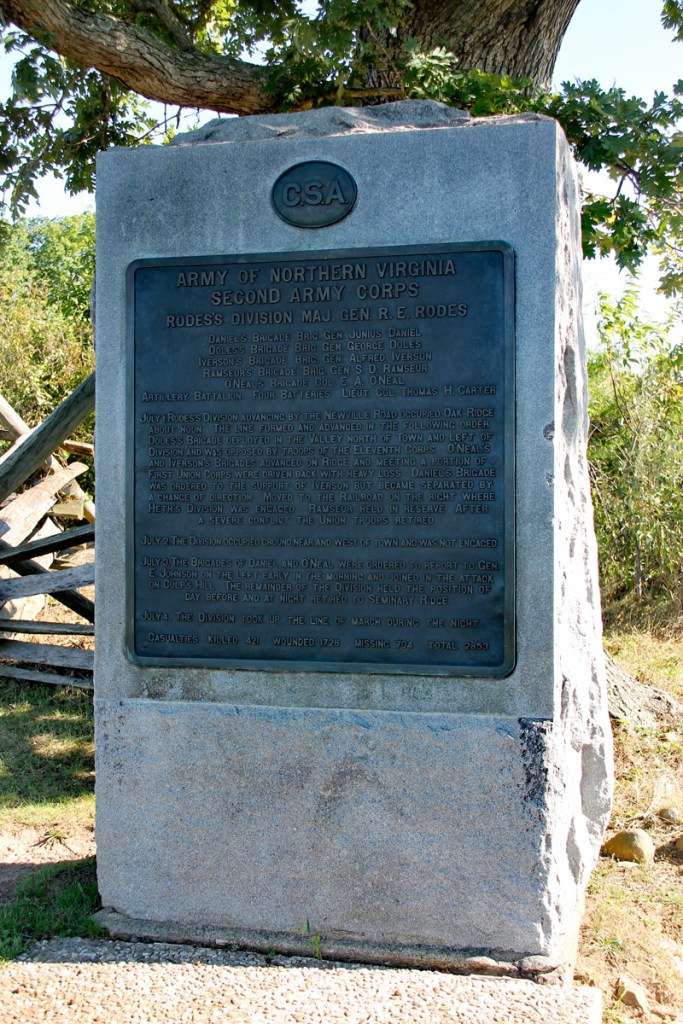 C.S.A.
ARMY OF NORTHERN VIRGINIA
SECOND ARMY CORPS
RODES'S DIVISION MAJ. GEN. R. E. RODES
DANIEL'S BRIGADE BRIG. GEN. JUNIUS DANIEL
DOLES'S BRIGADE BRIG. GEN. GEORGE DOLES
IVERSON'S BRIGADE BRIG. GEN. ALFRED IVERSON
RAMSEUR'S BRIGADE BRIG. GEN. S. D. RAMSEUR
O'NEAL'S BRIGADE COL. E. A. O'NEAL
ARTILLERY BATTALION FOUR BATTERIES LIEUT. COL. THOMAS H. CARTER
JULY 1 RODES'S DIVISION ADVANCING BY THE NEWVILLE ROAD OCCUPIED OAK RIDGE
ABOUT NOON. THE LINE FORMED AND ADVANCED IN THE FOLLOWING ORDER
DOLES'S BRIGADE DEPLOYED IN THE VALLEY NORTH OF TOWN AND LEFT OF
DIVISION AND WAS OPPOSED BY TROOPS OF THE ELEVENTH CORPS. O'NEAL'S
AND IVERSON'S BRIGADES ADVANCED ON RIDGE AND MEETING A PORTION OF
FIRST UNION CORPS WERE DRIVEN BACK WITH HEAVY LOSS. DANIEL'S BRIGADE
WAS ORDERED TO THE SUPPORT OF IVERSON BUT BECAME SEPARATED BY
A CHANGE OF DIRECTION. MOVED TO THE RAILROAD ON THE RIGHT WHERE
HETH'S DIVISION WAS ENGAGED. RAMSEUR HELD IN RESERVE. AFTER
A SEVERE CONFLICT THE UNION TROOPS RETIRED
JULY 2 THE DIVISION OCCUPIED GROUND NEAR AND WEST OF TOWN AND WAS NOT ENGAGED
JULY 3 THE BRIGADES OF DANIEL AND O'NEAL WERE ORDERED TO REPORT TO GEN.
E. JOHNSON ON THE LEFT EARLY IN THE MORNING AND JOINED IN THE ATTACK
ON CULP'S HILL. THE REMAINDER OF THE DIVISION HELD THE POSITION OF
DAY BEFORE AND AT NIGHT RETIRED TO SEMINARY RIDGE
JULY 4 THE DIVISION TOOK UP THE LINE OF MARCH DURING THE NIGHT.
CASUALTIES KILLED 421 WOUNDED 1728 MISSING 704 TOTAL 2853